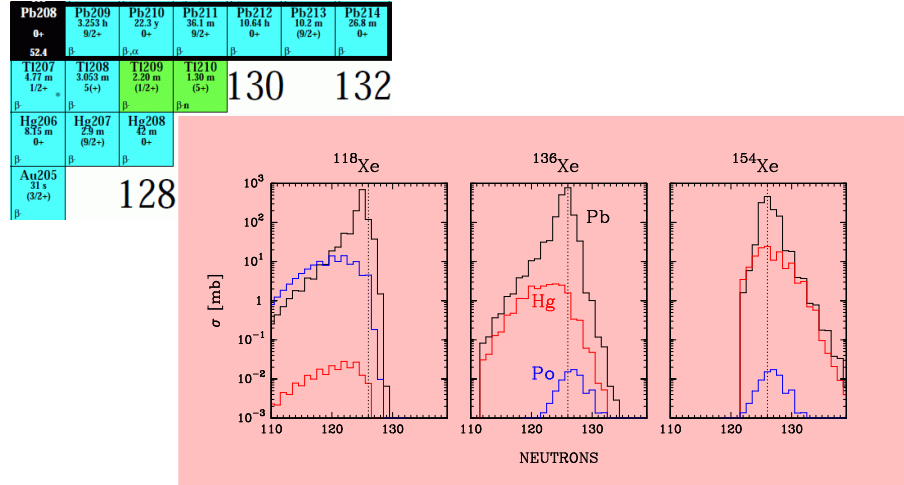 Pb208 Pb209 Pb210 Pb211 Pb212 Pb213 Pb214
3.253 h 22.3 y 36.1 m 10.64 h 10.2 m 26.8 m
0+ 9/2+ 0+ 9/2+ 0+ (9/2+) 0+
52.4 β- β-,α β- β- β- β-
Tl207 Tl208 Tl209 Tl210
4.77 m 3.053 m 2.20 m 1.30 m
1/2+ * 5(+) (1/2+) (5+)
β- β- β- β-n
130 132
Hg206 Hg207 Hg208
8.15 m 2.9 m 42 m
0+ (9/2+) 0+
β- β- β-
Au205
31 s
(3/2+)
β-
128
118Xe 136Xe 154Xe
10³
10²
10¹
1
10⁻¹
10⁻²
10⁻³
σ [mb]
Pb
Hg
Po
110 120 130 120 130 120 130
NEUTRONS